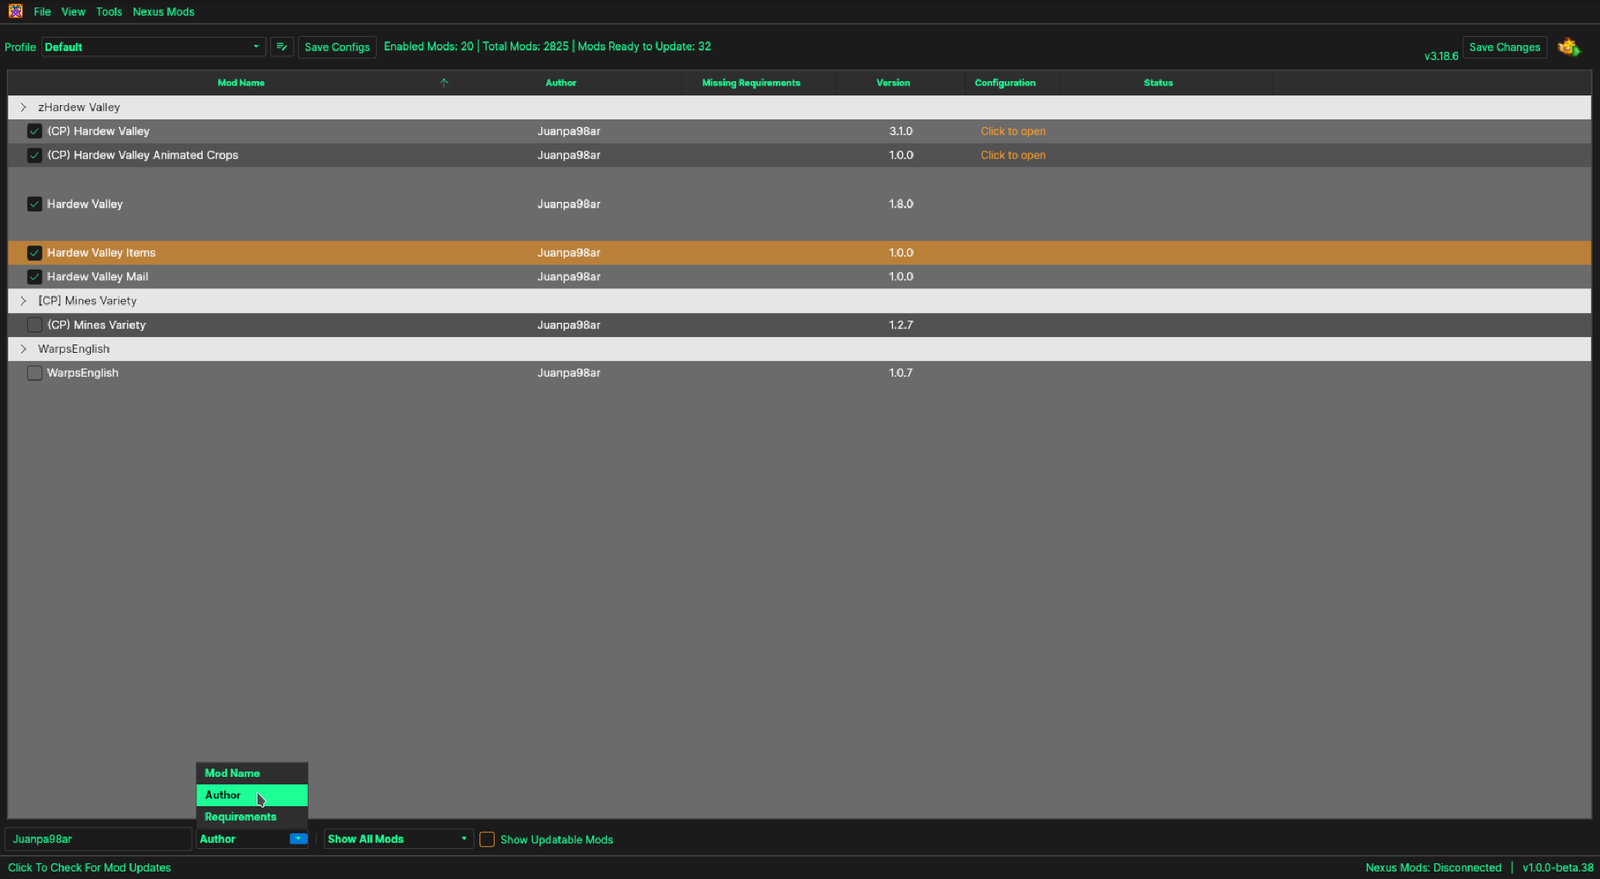 File View Tools Nexus Mods
Profile Default Save Configs Enabled Mods: 20 | Total Mods: 2825 | Mods Ready to Update: 32 v3.18.6 Save Changes
Mod Name Author Missing Requirements Version Configuration Status
zHardew Valley
(CP) Hardew Valley Juanpa98ar 3.1.0 Click to open
(CP) Hardew Valley Animated Crops Juanpa98ar 1.0.0 Click to open
Hardew Valley Juanpa98ar 1.8.0
Hardew Valley Items Juanpa98ar 1.0.0
Hardew Valley Mail Juanpa98ar 1.0.0
[CP] Mines Variety
(CP) Mines Variety Juanpa98ar 1.2.7
WarpsEnglish
WarpsEnglish Juanpa98ar 1.0.7
Mod Name
Author
Requirements
Juanpa98ar Author Show All Mods Show Updatable Mods
Click To Check For Mod Updates Nexus Mods: Disconnected | v1.0.0-beta.38